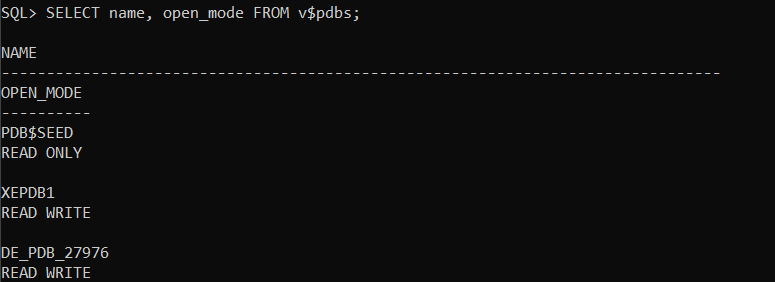 SQL> SELECT name, open_mode FROM v$pdbs;
NAME
--------------------------------------------------------------------------------
OPEN_MODE
----------
PDB$SEED
READ ONLY
XEPDB1
READ WRITE
DE_PDB_27976
READ WRITE